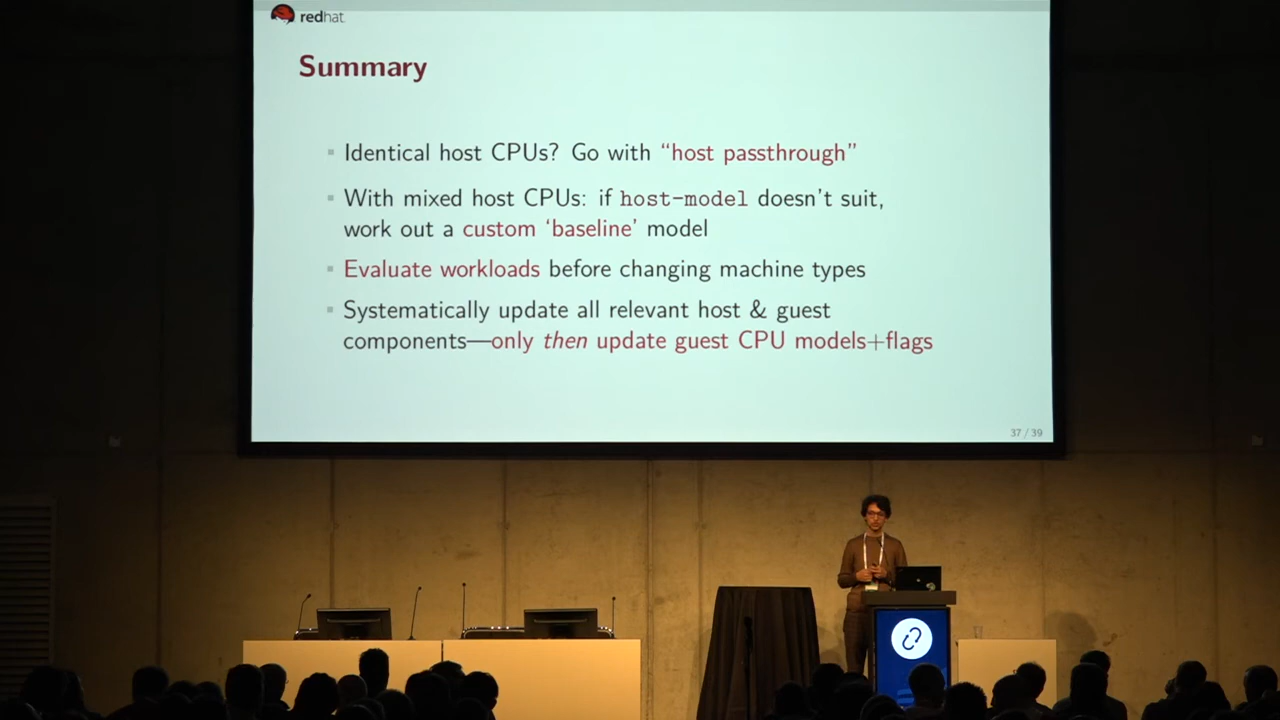 redhat.
Summary
Identical host CPUs? Go with “host passthrough”
With mixed host CPUs: if host-model doesn't suit,
work out a custom ‘baseline’ model
Evaluate workloads before changing machine types
Systematically update all relevant host & guest
components—only then update guest CPU models+flags
37 / 39